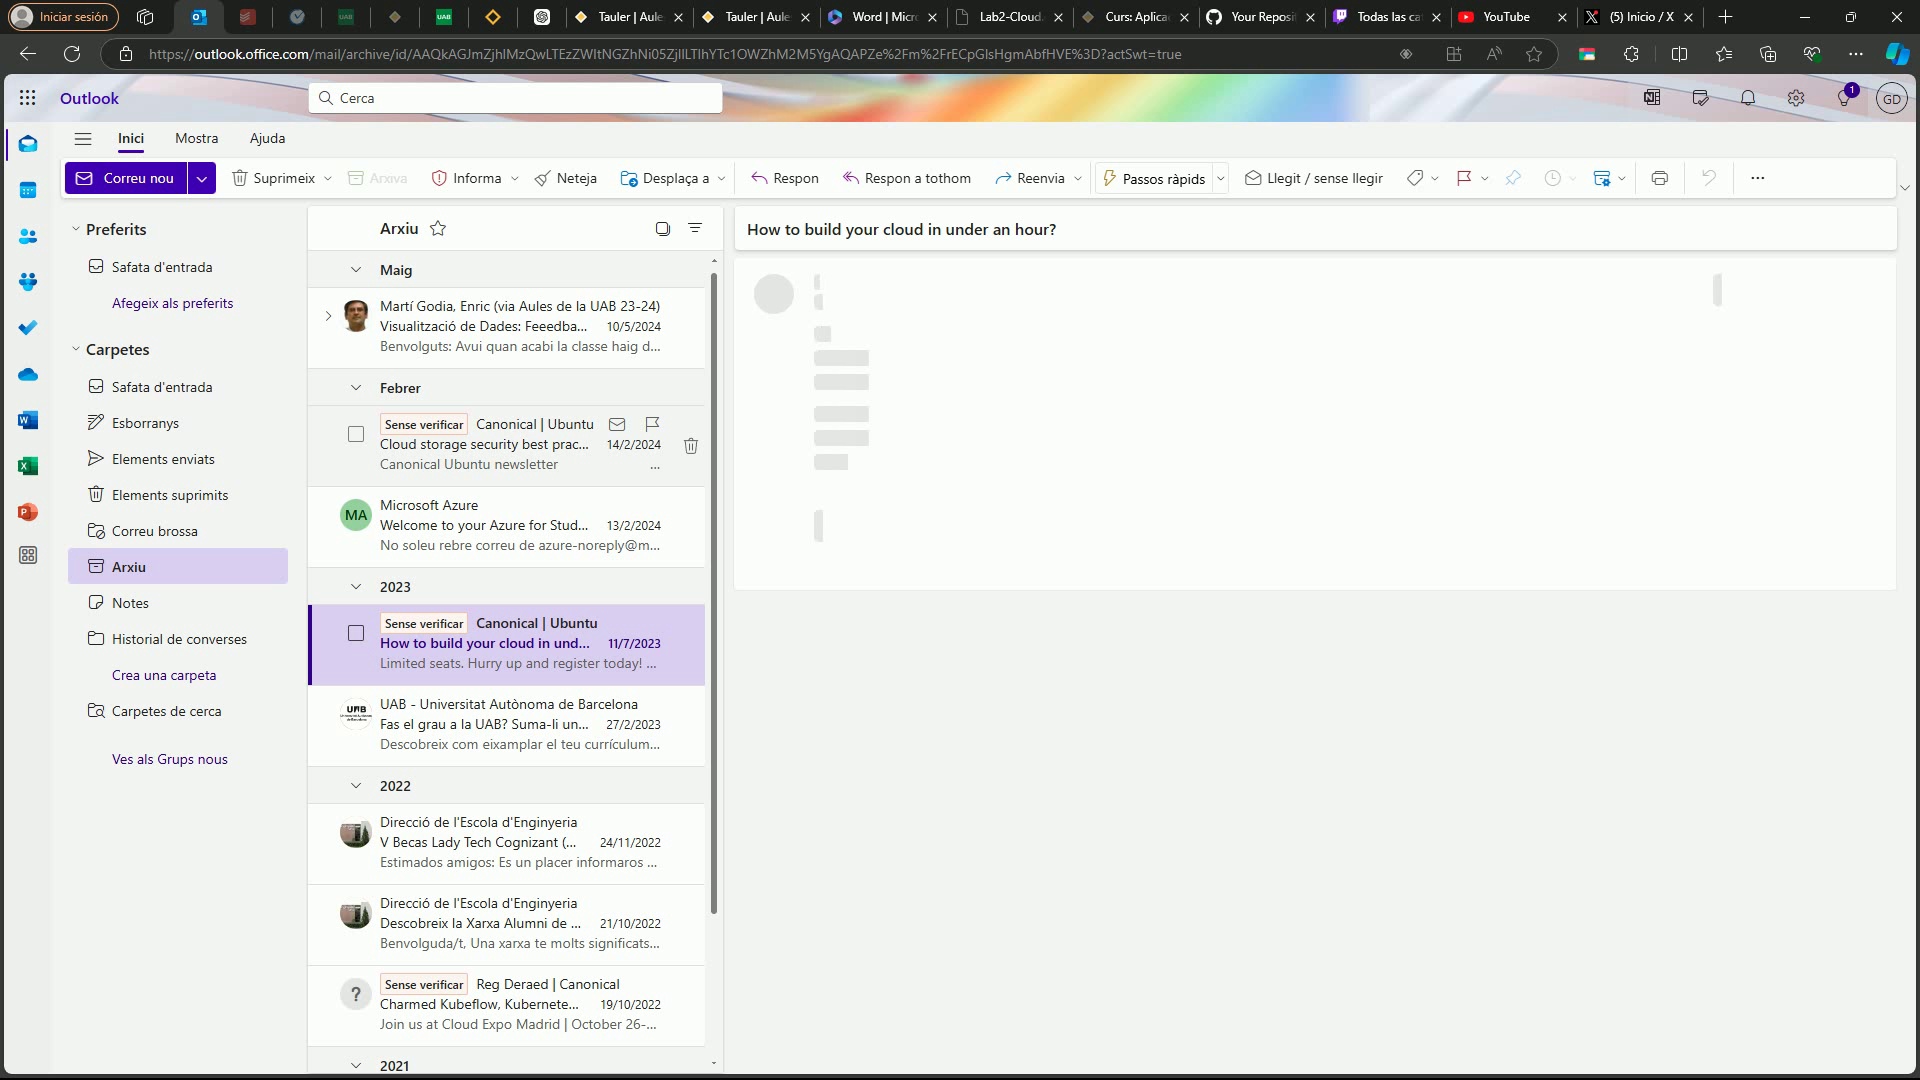 Iniciar sesión
Tauler | Aule
Tauler | Aule
Word | Micr
Lab2-Cloud.
Curs: Aplica
Your Reposit
Todas las ca
YouTube
(5) Inicio / X
https://outlook.office.com/mail/archive/id/AAQkAGJmZjhlMzQwLTEzZWItNGZhNi05ZjllLTlhYTc1OWZhM2M5YgAQAPZe%2Fm%2FrECpGlsHgmAbfHVE%3D?actSwt=true
Outlook
Cerca
1
GD
Inici
Mostra
Ajuda
Correu nou
Suprimeix
Arxiva
Informa
Neteja
Desplaça a
Respon
Respon a tothom
Reenvia
Passos ràpids
Llegit / sense llegir
Preferits
Safata d'entrada
Afegeix als preferits
Carpetes
Safata d'entrada
Esborranys
Elements enviats
Elements suprimits
Correu brossa
Arxiu
Notes
Historial de converses
Crea una carpeta
Carpetes de cerca
Ves als Grups nous
Arxiu
Maig
Martí Godia, Enric (via Aules de la UAB 23-24)
Visualització de Dades: Feeedba... 10/5/2024
Benvolguts: Avui quan acabi la classe haig d...
Febrer
Sense verificar Canonical | Ubuntu
Cloud storage security best prac... 14/2/2024
Canonical Ubuntu newsletter ...
MA
Microsoft Azure
Welcome to your Azure for Stud... 13/2/2024
No soleu rebre correu de azure-noreply@m...
2023
Sense verificar Canonical | Ubuntu
How to build your cloud in und... 11/7/2023
Limited seats. Hurry up and register today! ...
UAB - Universitat Autònoma de Barcelona
Fas el grau a la UAB? Suma-li un... 27/2/2023
Descobreix com eixamplar el teu currículum...
2022
Direcció de l'Escola d'Enginyeria
V Becas Lady Tech Cognizant (... 24/11/2022
Estimados amigos: Es un placer informaros ...
Direcció de l'Escola d'Enginyeria
Descobreix la Xarxa Alumni de ... 21/10/2022
Benvolguda/t, Una xarxa te molts significats...
?
Sense verificar Reg Deraed | Canonical
Charmed Kubeflow, Kubernete... 19/10/2022
Join us at Cloud Expo Madrid | October 26-...
2021
How to build your cloud in under an hour?